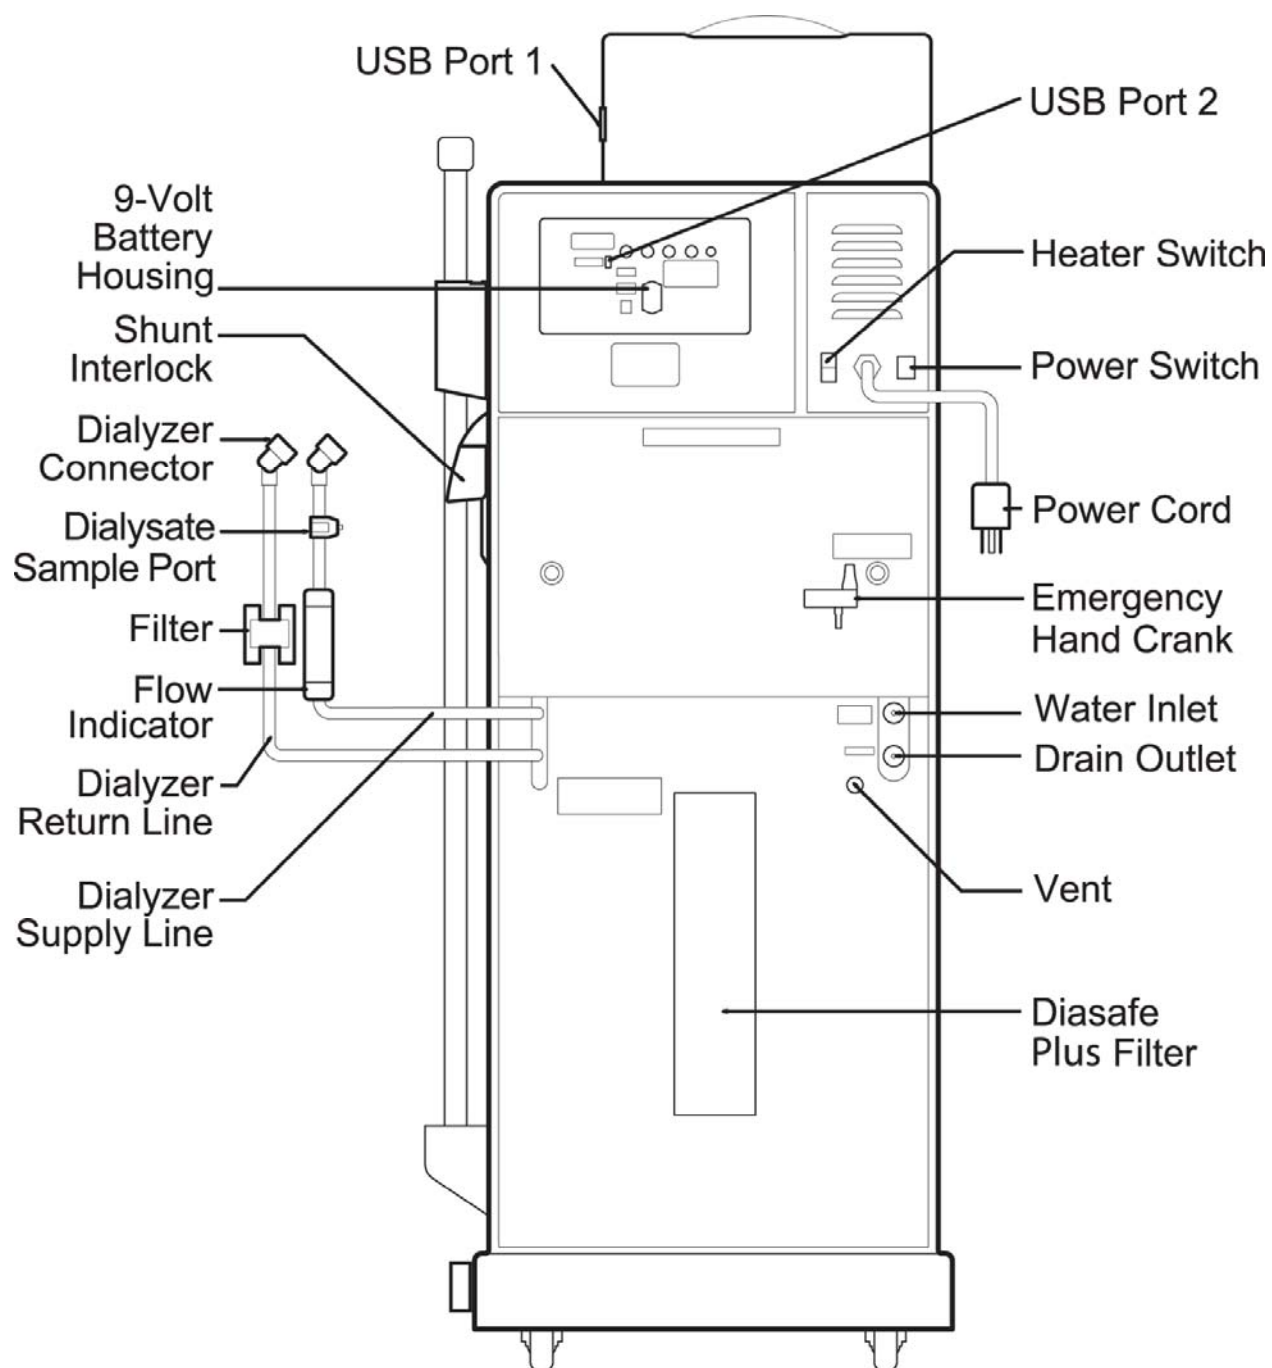 USB Port 1
9-Volt
Battery
Housing
Shunt
Interlock
Dialyzer
Connector
Dialysate
Sample Port
Filter
Flow
Indicator
Dialyzer
Return Line
Dialyzer
Supply Line
USB Port 2
Heater Switch
Power Switch
Power Cord
Emergency
Hand Crank
Water Inlet
Drain Outlet
Vent
Diasafe
Plus Filter